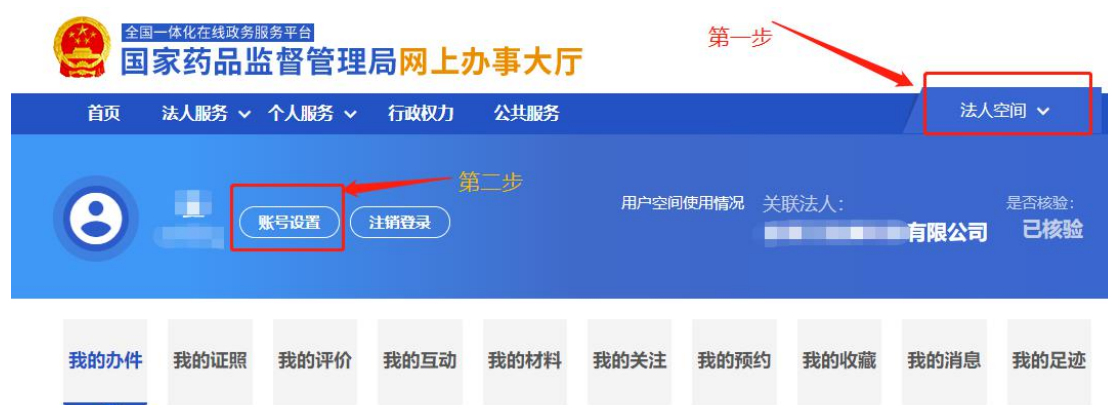 全国一体化在线政务服务平台
国家药品监督管理局网上办事大厅
第一步
首页 法人服务 个人服务 行政权力 公共服务 法人空间
第二步
账号设置 注销登录
用户空间使用情况 关联法人: 是否核验:
有限公司 已核验
我的办件 我的证照 我的评价 我的互动 我的材料 我的关注 我的预约 我的收藏 我的消息 我的足迹